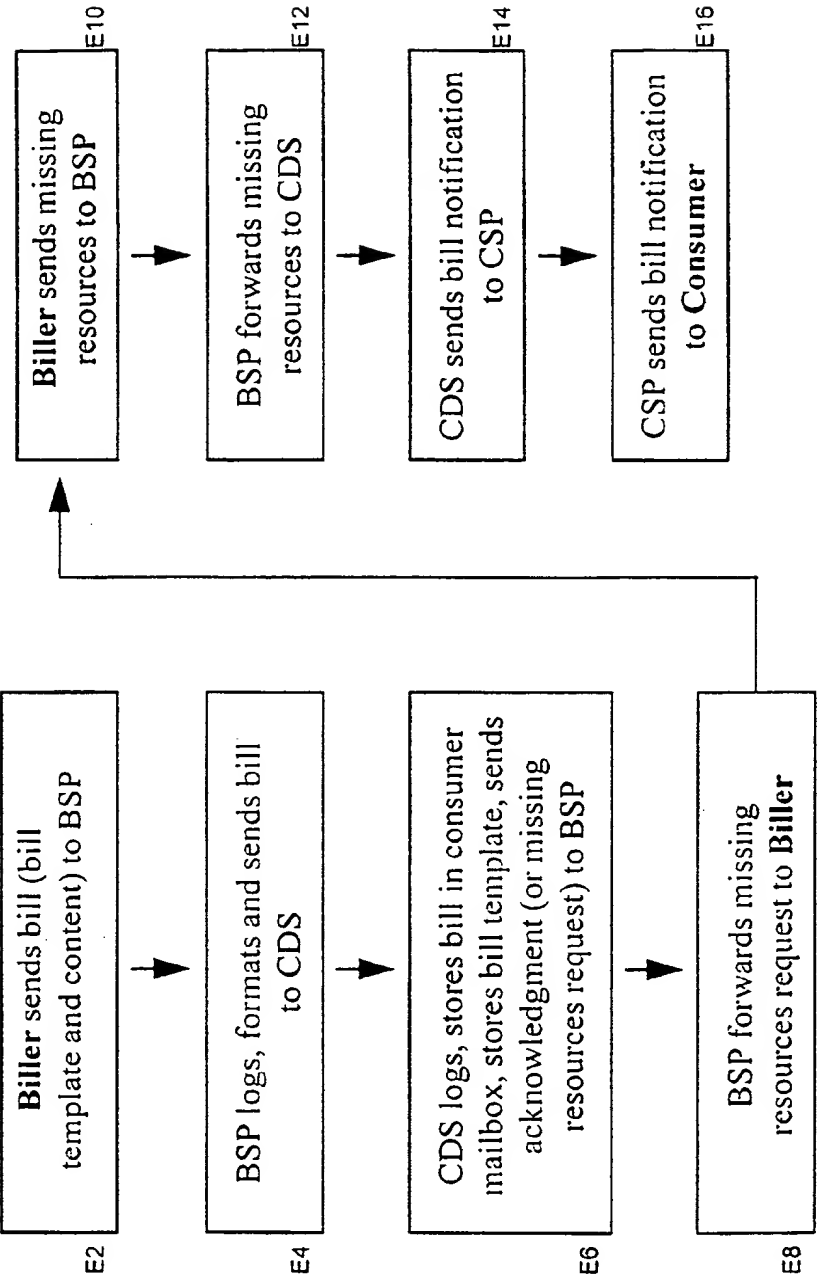 Biller sends bill (bill
template and content) to BSP
E2
BSP logs, formats and sends bill
to CDS
E4
CDS logs, stores bill in consumer
mailbox, stores bill template, sends
acknowledgment (or missing
resources request) to BSP
E6
BSP forwards missing
resources request to Biller
E8
Biller sends missing
resources to BSP
E10
BSP forwards missing
resources to CDS
E12
CDS sends bill notification
to CSP
E14
CSP sends bill notification
to Consumer
E16